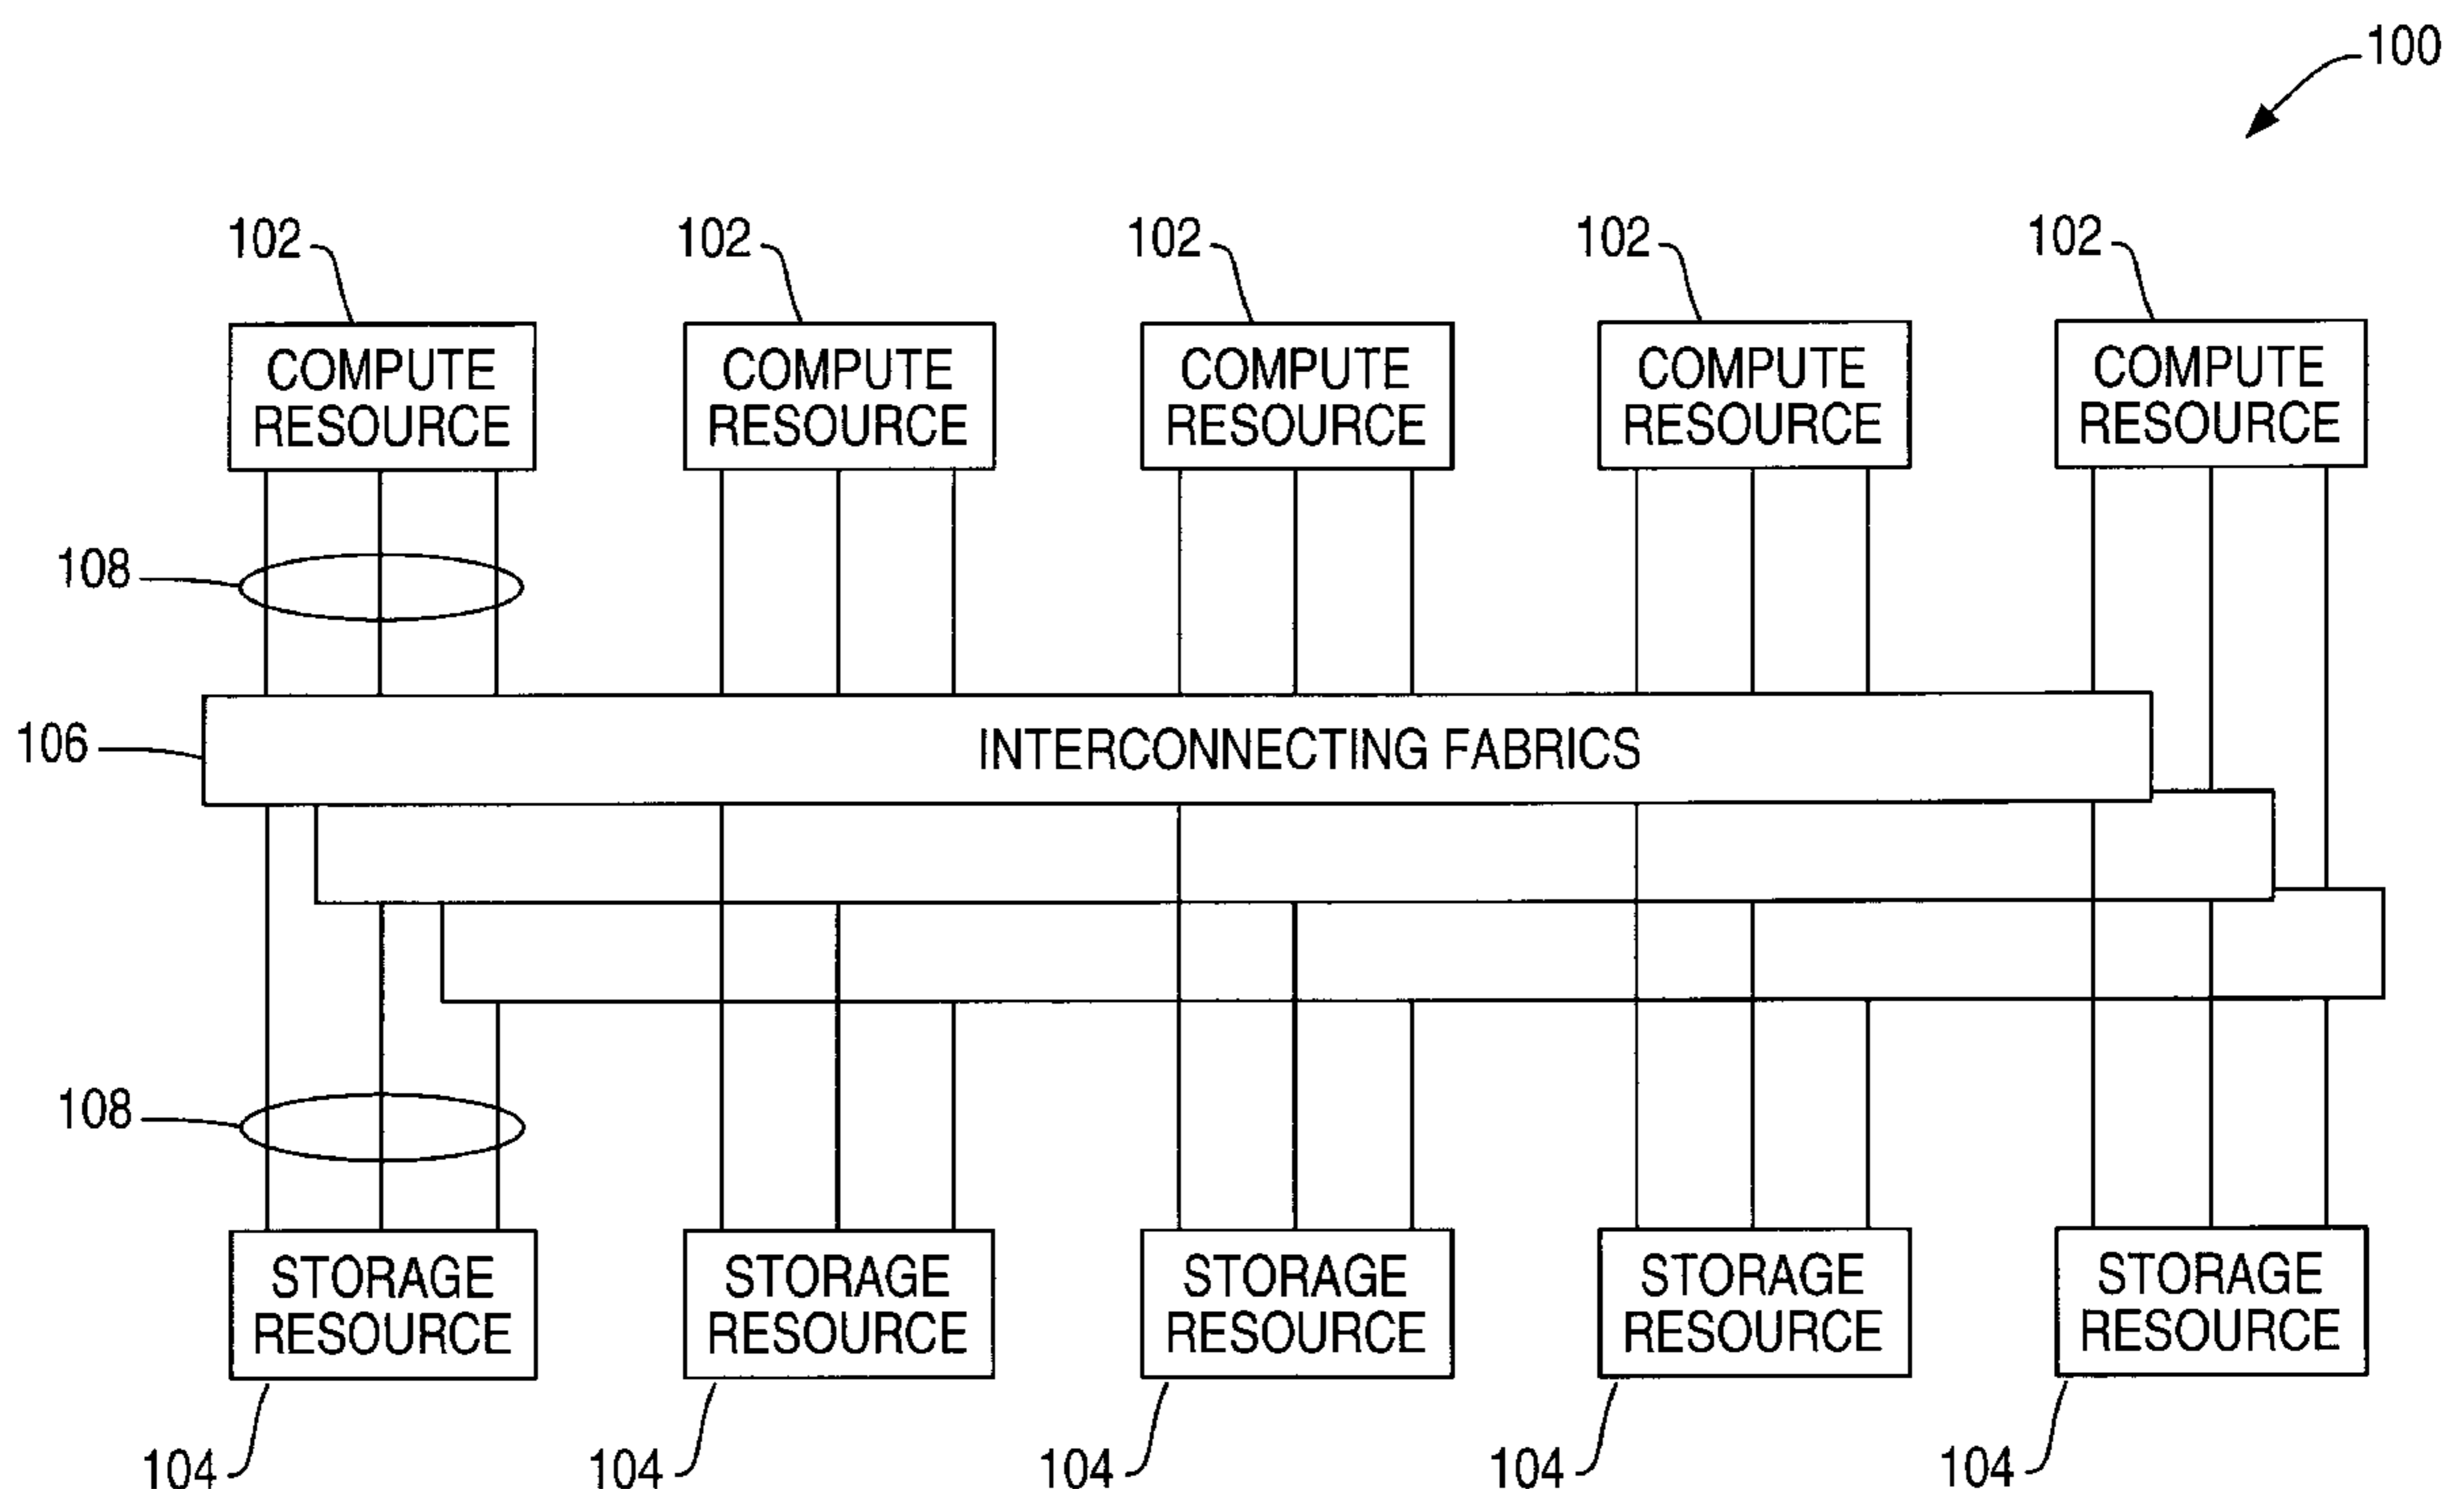 100
102 102 102 102 102
COMPUTE COMPUTE COMPUTE COMPUTE COMPUTE
RESOURCE RESOURCE RESOURCE RESOURCE RESOURCE
108
106 INTERCONNECTING FABRICS
108
STORAGE STORAGE STORAGE STORAGE STORAGE
RESOURCE RESOURCE RESOURCE RESOURCE RESOURCE
104 104 104 104 104